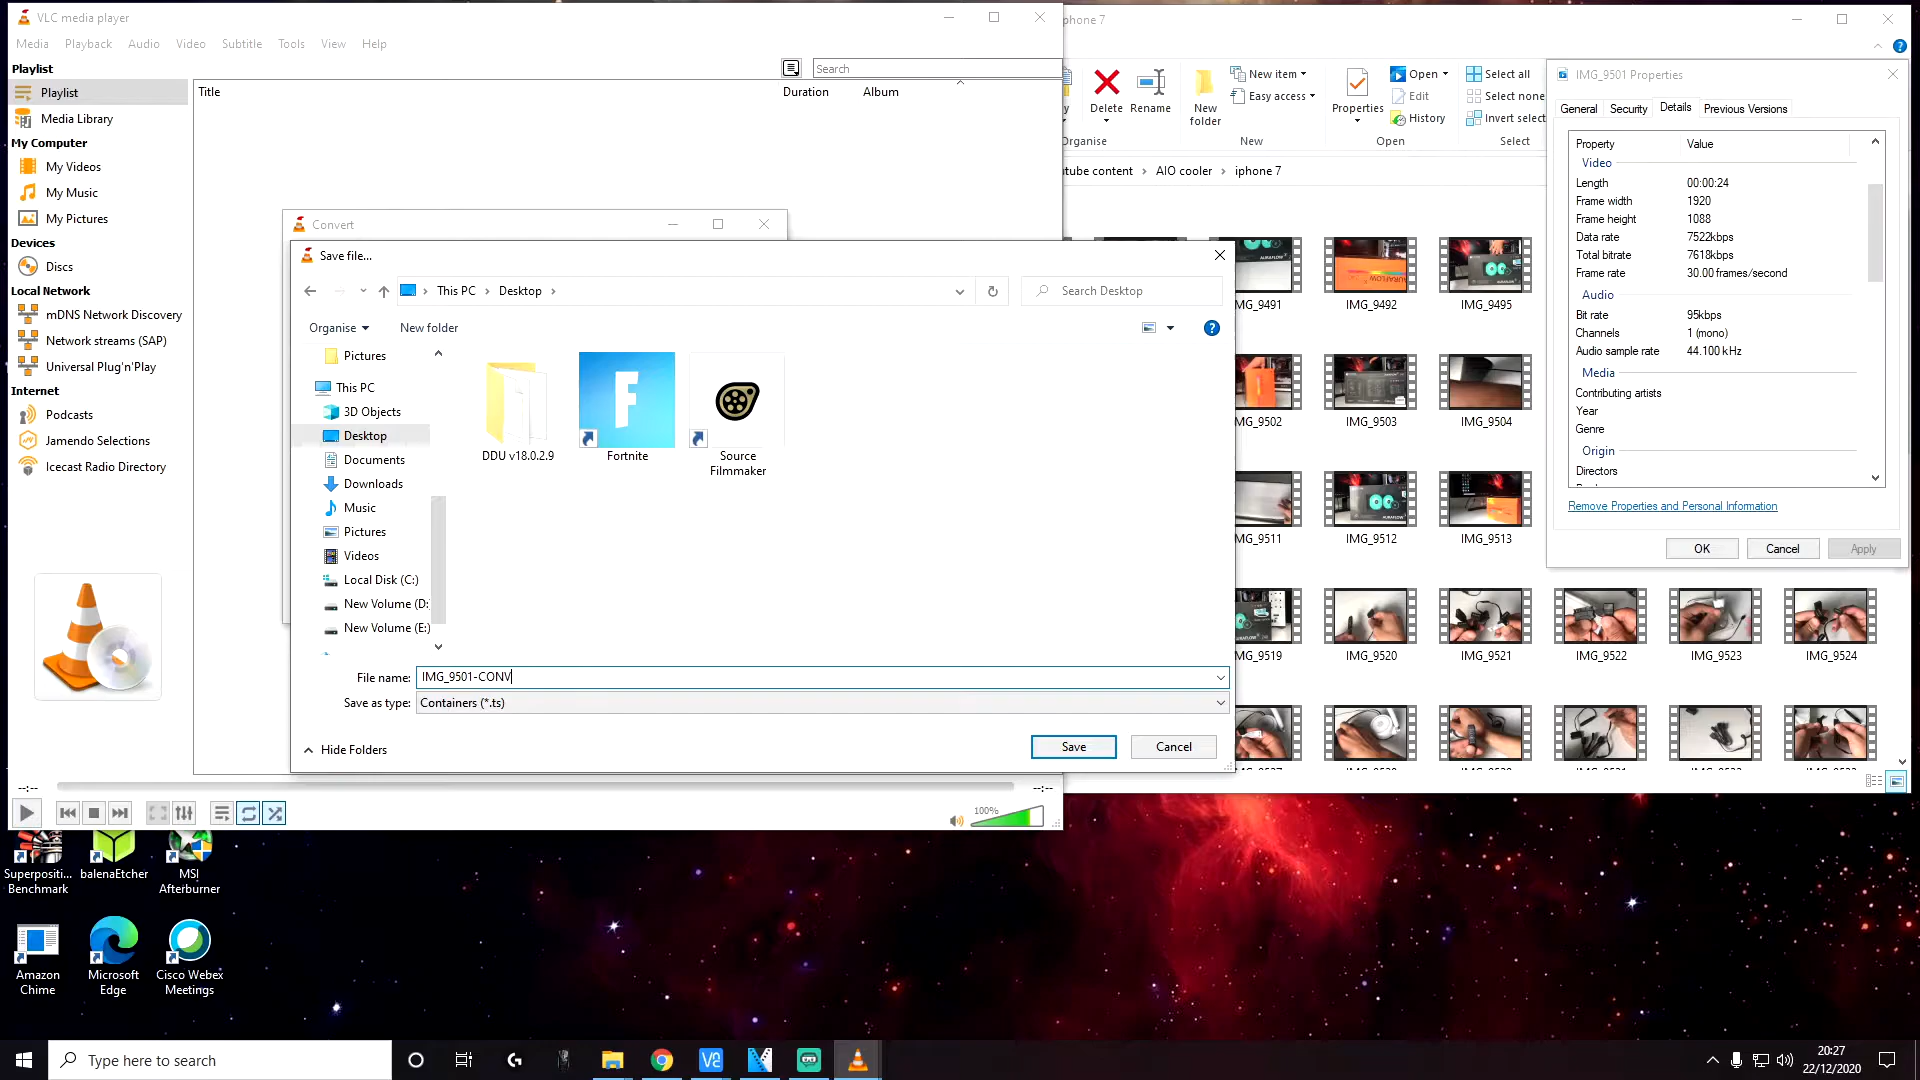 VLC media player
Media Playback Audio Video Subtitle Tools View Help
Playlist
Search
Playlist
Title Duration Album
Media Library
My Computer
My Videos
My Music
My Pictures
Devices
Discs
Local Network
mDNS Network Discovery
Network streams (SAP)
Universal Plug'n'Play
Internet
Podcasts
Jamendo Selections
Icecast Radio Directory
--:--
--:--
100%
Convert
Save file...
This PC Desktop
Search Desktop
Organise New folder
Pictures
This PC
3D Objects
Desktop
Documents
Downloads
Music
Pictures
Videos
Local Disk (C:)
New Volume (D:
New Volume (E:)
DDU v18.0.2.9
Fortnite
Source
Filmmaker
File name: IMG_9501-CONV
Save as type: Containers (*.ts)
Hide Folders
Save
Cancel
iphone 7
Delete
Rename
New
folder
New item
Easy access
Properties
Open
Edit
History
Select all
Select none
Invert select
Organise
New
Open
Select
utube content AIO cooler iphone 7
MG_9491 IMG_9492 IMG_9495
MG_9502 IMG_9503 IMG_9504
MG_9511 IMG_9512 IMG_9513
MG_9519 IMG_9520 IMG_9521 IMG_9522 IMG_9523 IMG_9524
IMG_9501 Properties
General Security Details Previous Versions
Property Value
Video
Length 00:00:24
Frame width 1920
Frame height 1088
Data rate 7522kbps
Total bitrate 7618kbps
Frame rate 30.00 frames/second
Audio
Bit rate 95kbps
Channels 1 (mono)
Audio sample rate 44.100 kHz
Media
Contributing artists
Year
Genre
Origin
Directors
Remove Properties and Personal Information
OK Cancel Apply
Superpositi...
Benchmark
balenaEtcher
MSI
Afterburner
Amazon
Chime
Microsoft
Edge
Cisco Webex
Meetings
Type here to search
20:27
22/12/2020